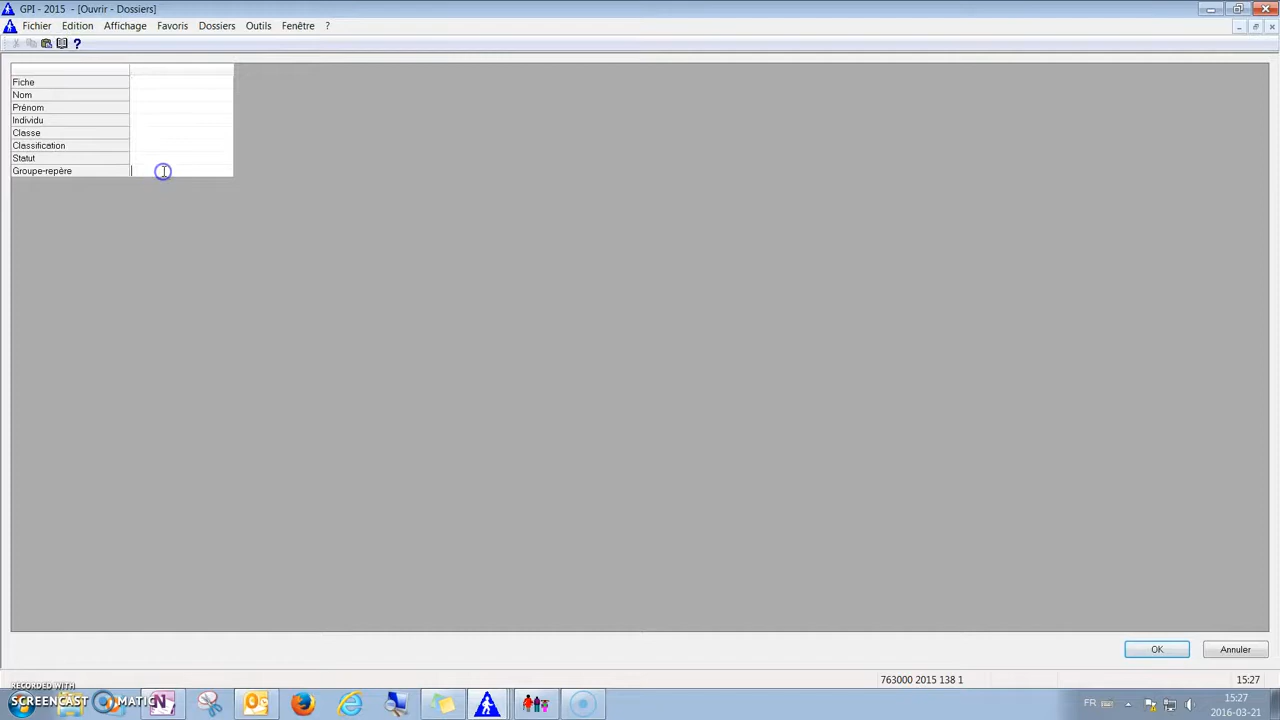 GPI - 2015 - [Ouvrir - Dossiers]
Fichier Edition Affichage Favoris Dossiers Outils Fenêtre ?
Fiche
Nom
Prénom
Individu
Classe
Classification
Statut
Groupe-repère
OK Annuler
763000 2015 138 1 15:27
RECORDED WITH
SCREENCAST MATIC
FR 15:27
2016-03-21